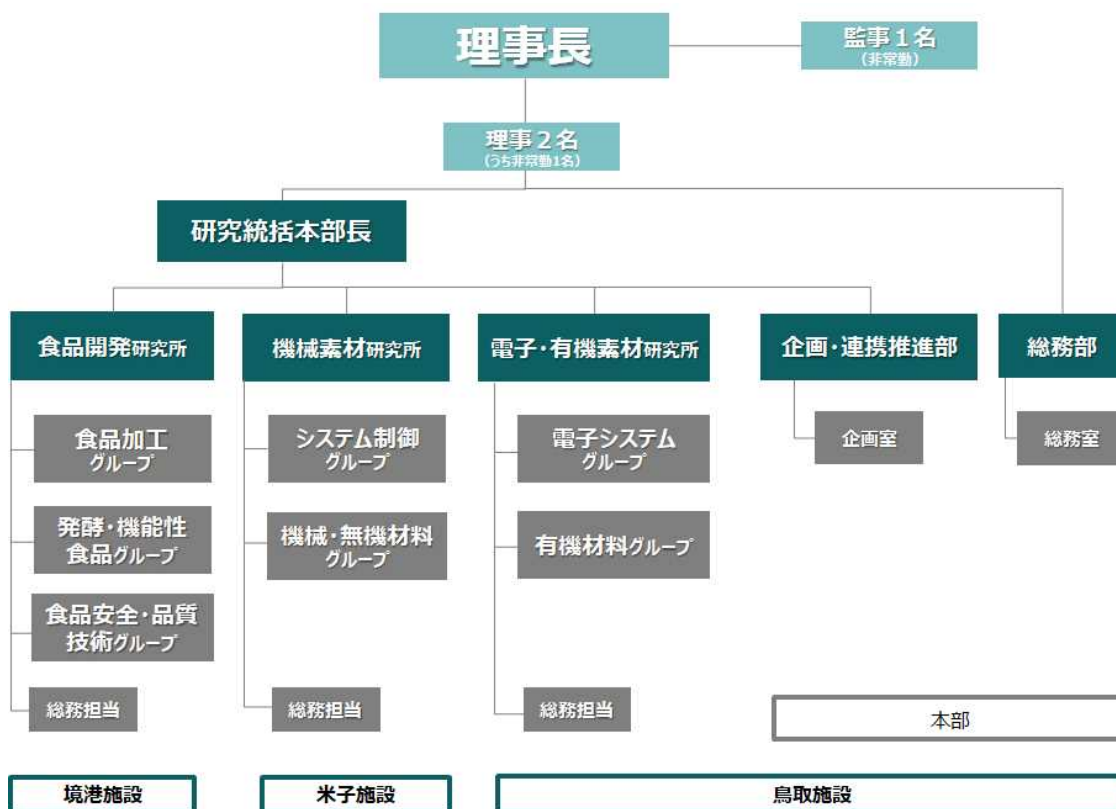 理事長
監事１名
（非常勤）
理事２名
（うち非常勤1名）
研究統括本部長
食品開発研究所
機械素材研究所
電子・有機素材研究所
企画・連携推進部
総務部
食品加工
グループ
システム制御
グループ
電子システム
グループ
企画室
総務室
発酵・機能性
食品グループ
機械・無機材料
グループ
有機材料グループ
食品安全・品質
技術グループ
総務担当
総務担当
総務担当
本部
境港施設
米子施設
鳥取施設